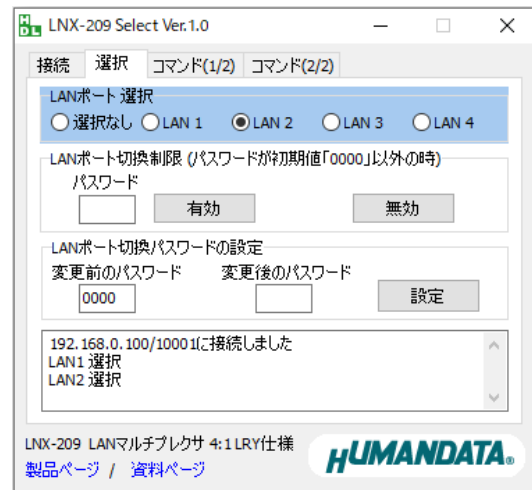 HDL LNX-209 Select Ver.1.0
接続 選択 コマンド(1/2) コマンド(2/2)
LANポート 選択
選択なし LAN 1 LAN 2 LAN 3 LAN 4
LANポート切換制限 (パスワードが初期値「0000」以外の時)
パスワード
有効 無効
LANポート切換パスワードの設定
変更前のパスワード 変更後のパスワード
0000 設定
192.168.0.100/10001に接続しました
LAN1 選択
LAN2 選択
LNX-209 LANマルチプレクサ 4:1 LRY仕様
製品ページ / 資料ページ
HUMANDATA®